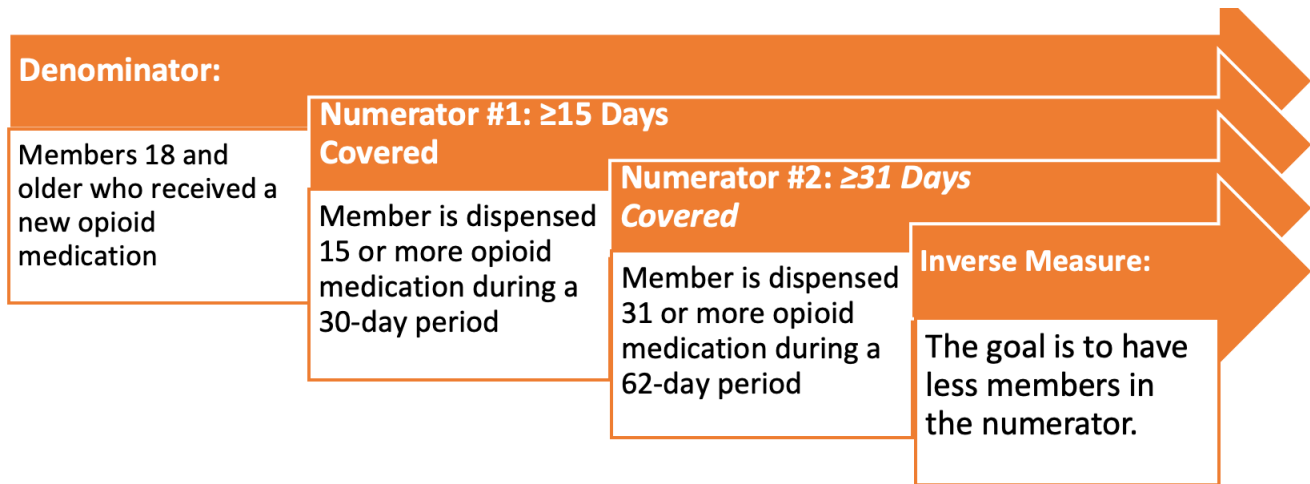 Denominator:
Members 18 and
older who received a
new opioid
medication
Numerator #1: ≥15 Days
Covered
Member is dispensed
15 or more opioid
medication during a
30-day period
Numerator #2: ≥31 Days
Covered
Member is dispensed
31 or more opioid
medication during a
62-day period
Inverse Measure:
The goal is to have
less members in
the numerator.